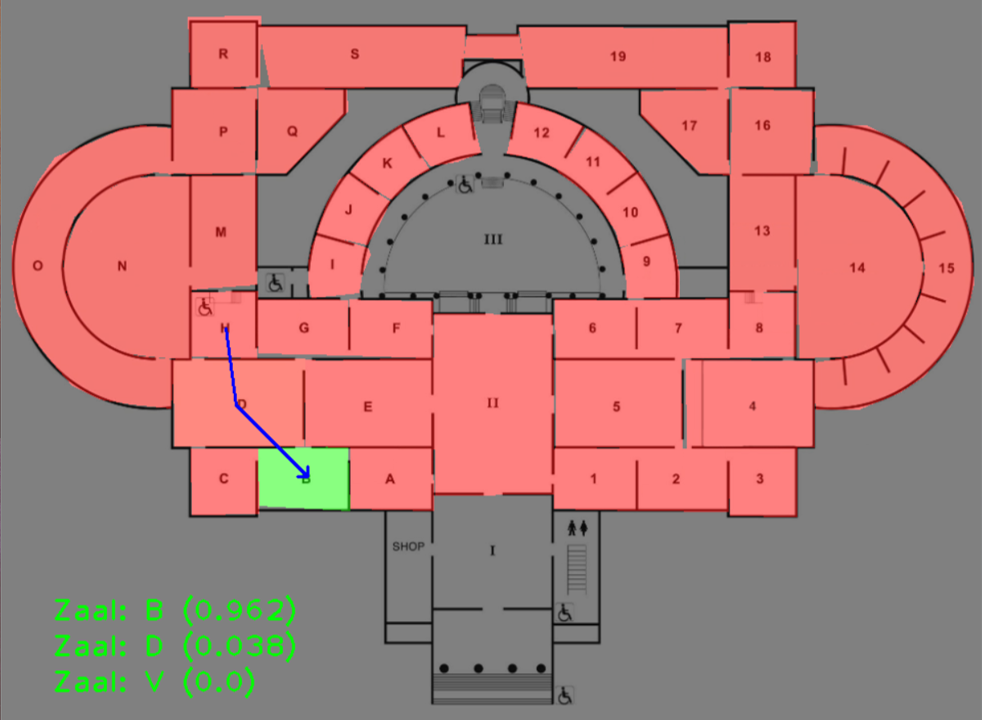 R
S
19
18
P
Q
L
12
17
16
K
11
J
10
M
III
13
O
N
I
9
14
15
H
G
F
6
7
8
D
E
II
5
4
C
B
A
1
2
3
SHOP
I
Zaal: B (0.962)
Zaal: D (0.038)
Zaal: V (0.0)